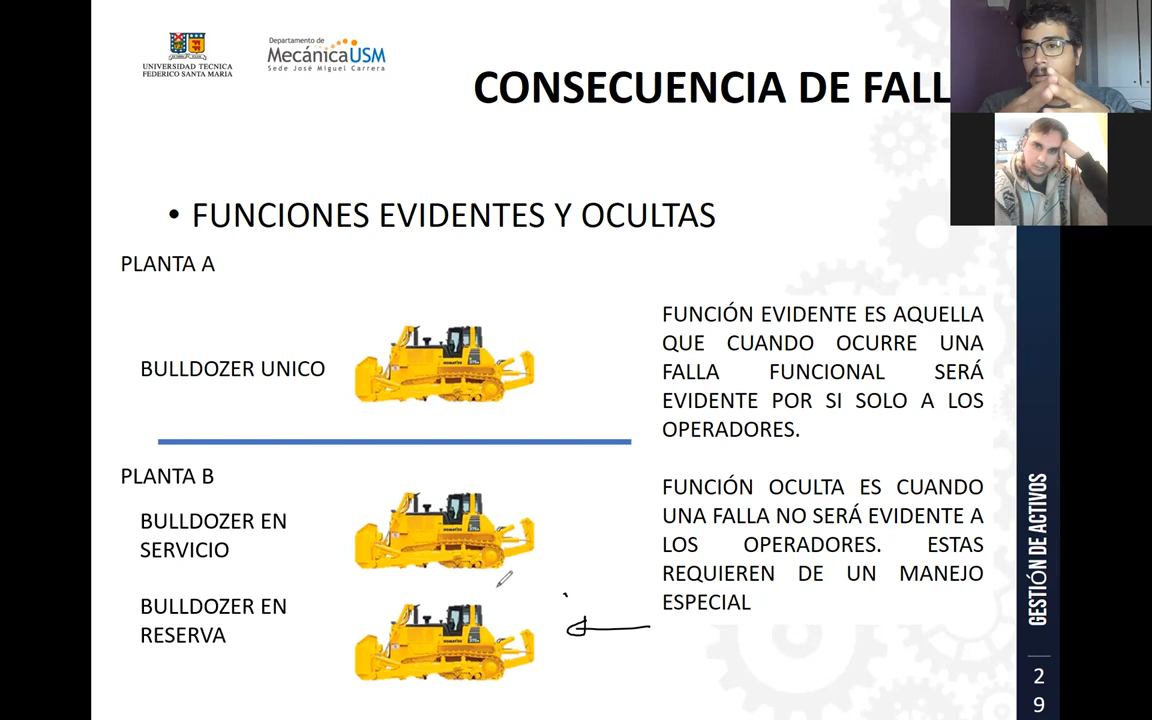 UNIVERSIDAD TECNICA
FEDERICO SANTA MARIA
Departamento de
MecánicaUSM
Sede José Miguel Carrera
CONSECUENCIA DE FALL
• FUNCIONES EVIDENTES Y OCULTAS
PLANTA A
BULLDOZER UNICO
FUNCIÓN EVIDENTE ES AQUELLA
QUE CUANDO OCURRE UNA
FALLA FUNCIONAL SERÁ
EVIDENTE POR SI SOLO A LOS
OPERADORES.
PLANTA B
BULLDOZER EN
SERVICIO
BULLDOZER EN
RESERVA
FUNCIÓN OCULTA ES CUANDO
UNA FALLA NO SERÁ EVIDENTE A
LOS OPERADORES. ESTAS
REQUIEREN DE UN MANEJO
ESPECIAL
GESTIÓN DE ACTIVOS
2
9